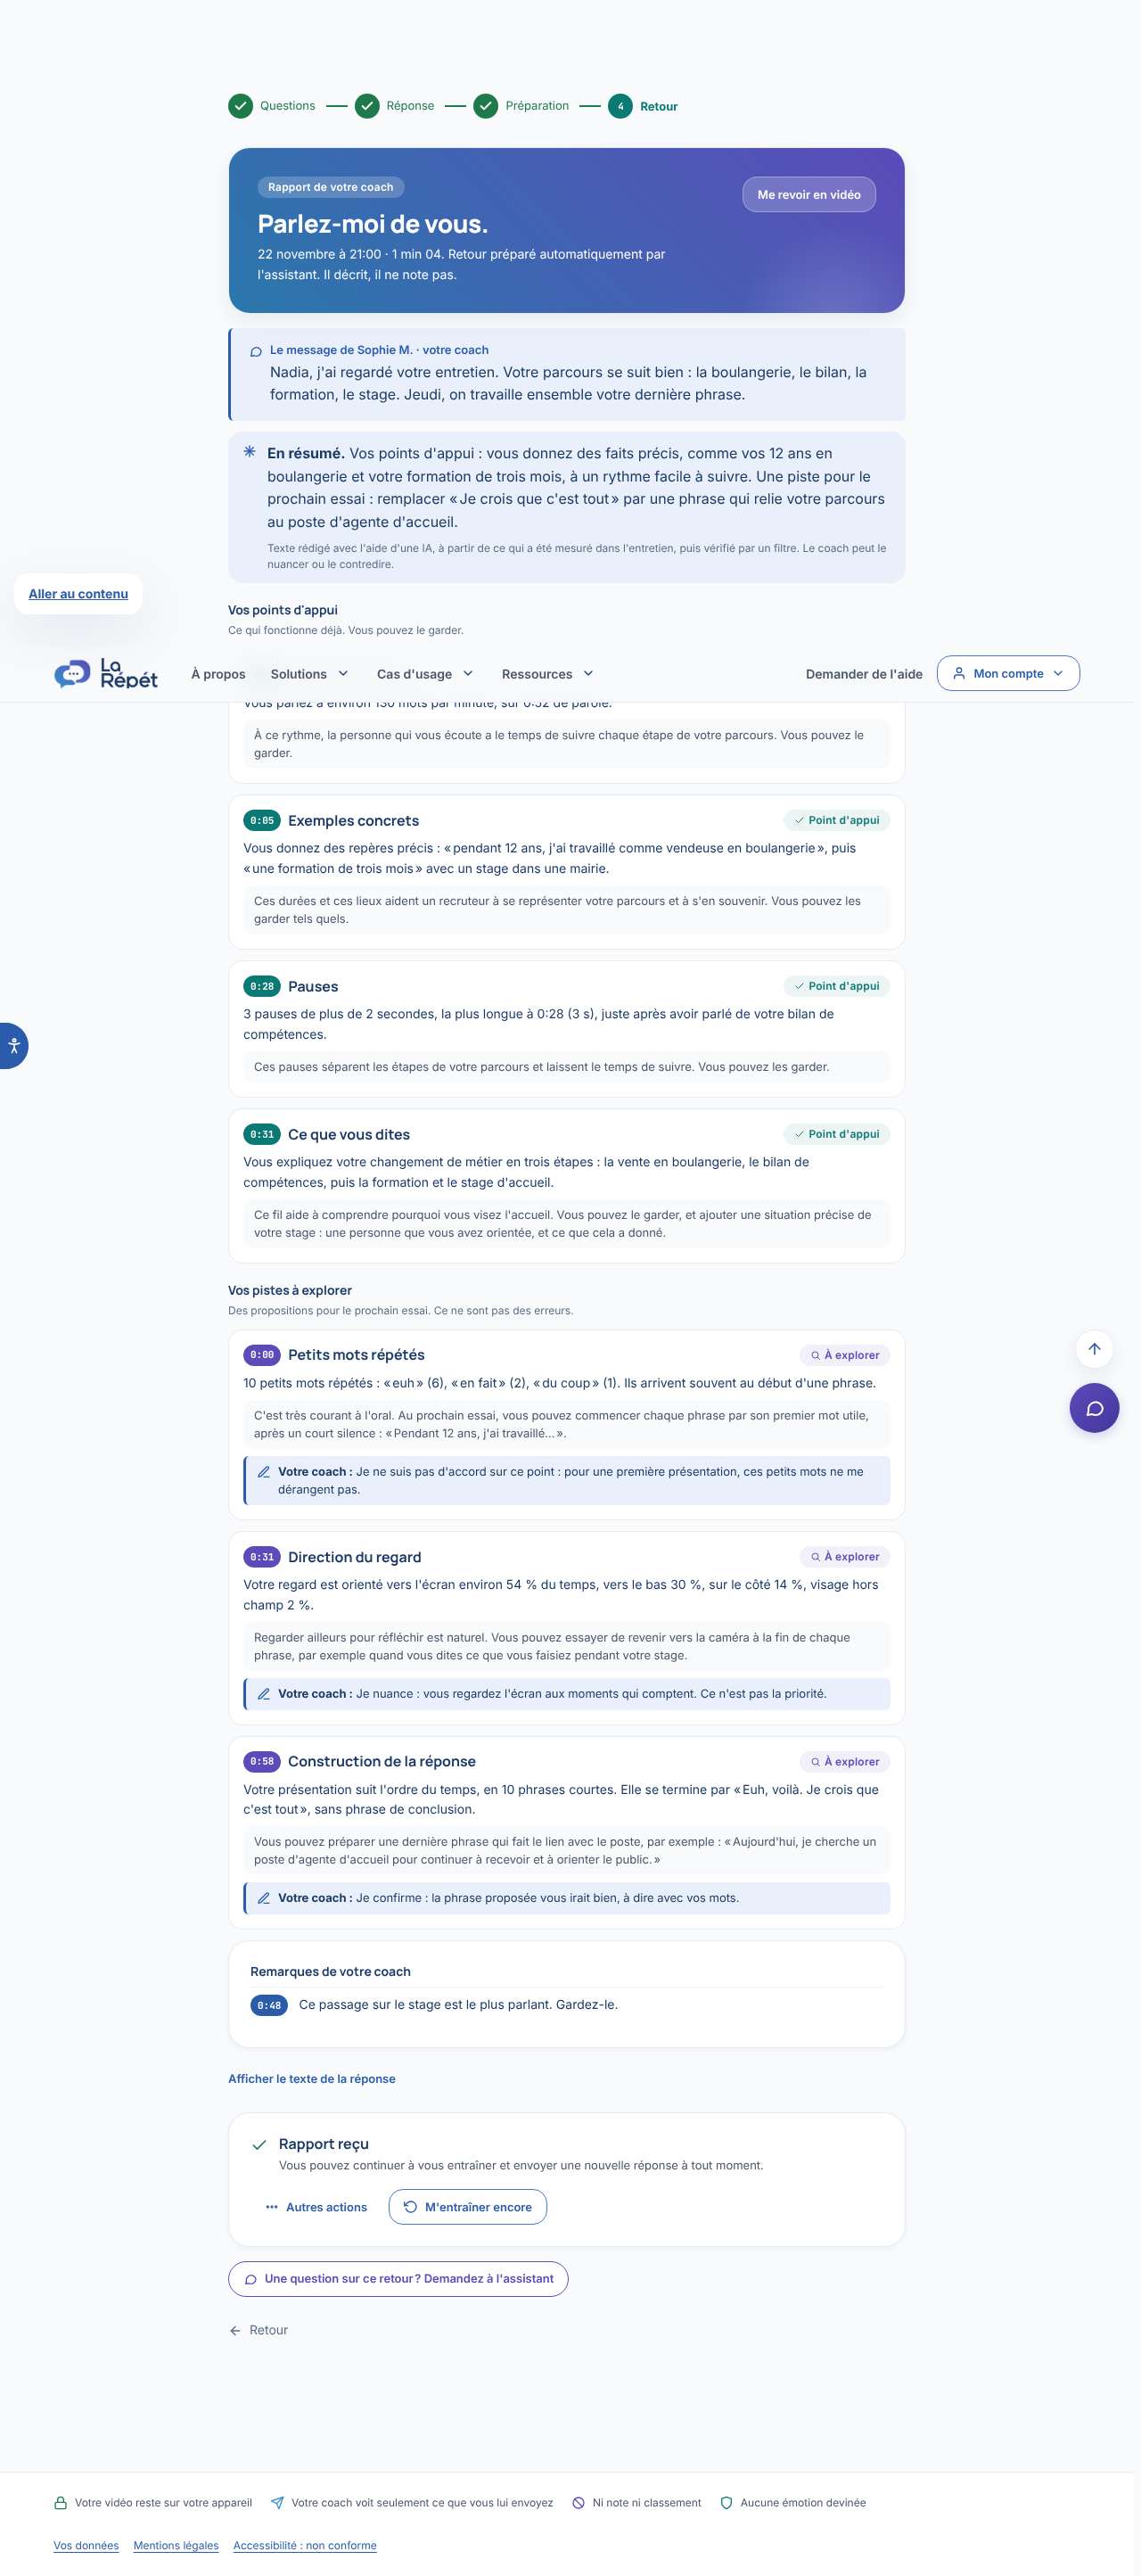 Questions
Réponse
Préparation
4
Retour
Rapport de votre coach
Me revoir en vidéo
Parlez-moi de vous.
22 novembre à 21:00 · 1 min 04. Retour préparé automatiquement par
l'assistant. Il décrit, il ne note pas.
Le message de Sophie M. · votre coach
Nadia, j'ai regardé votre entretien. Votre parcours se suit bien : la boulangerie, le bilan, la
formation, le stage. Jeudi, on travaille ensemble votre dernière phrase.
En résumé. Vos points d'appui : vous donnez des faits précis, comme vos 12 ans en
boulangerie et votre formation de trois mois, à un rythme facile à suivre. Une piste pour le
prochain essai : remplacer « Je crois que c'est tout » par une phrase qui relie votre parcours
au poste d'agente d'accueil.
Texte rédigé avec l'aide d'une IA, à partir de ce qui a été mesuré dans l'entretien, puis vérifié par un filtre. Le coach peut le
nuancer ou le contredire.
Aller au contenu
Vos points d'appui
Ce qui fonctionne déjà. Vous pouvez le garder.
La Répét
À propos
Solutions
Cas d'usage
Ressources
Demander de l'aide
Mon compte
Vous parlez à environ 130 mots par minute, sur 0:52 de parole.
À ce rythme, la personne qui vous écoute a le temps de suivre chaque étape de votre parcours. Vous pouvez le
garder.
0:05
Exemples concrets
Point d'appui
Vous donnez des repères précis : « pendant 12 ans, j'ai travaillé comme vendeuse en boulangerie », puis
« une formation de trois mois » avec un stage dans une mairie.
Ces durées et ces lieux aident un recruteur à se représenter votre parcours et à s'en souvenir. Vous pouvez les
garder tels quels.
0:28
Pauses
Point d'appui
3 pauses de plus de 2 secondes, la plus longue à 0:28 (3 s), juste après avoir parlé de votre bilan de
compétences.
Ces pauses séparent les étapes de votre parcours et laissent le temps de suivre. Vous pouvez les garder.
0:31
Ce que vous dites
Point d'appui
Vous expliquez votre changement de métier en trois étapes : la vente en boulangerie, le bilan de
compétences, puis la formation et le stage d'accueil.
Ce fil aide à comprendre pourquoi vous visez l'accueil. Vous pouvez le garder, et ajouter une situation précise de
votre stage : une personne que vous avez orientée, et ce que cela a donné.
Vos pistes à explorer
Des propositions pour le prochain essai. Ce ne sont pas des erreurs.
0:00
Petits mots répétés
À explorer
10 petits mots répétés : « euh » (6), « en fait » (2), « du coup » (1). Ils arrivent souvent au début d'une phrase.
C'est très courant à l'oral. Au prochain essai, vous pouvez commencer chaque phrase par son premier mot utile,
après un court silence : « Pendant 12 ans, j'ai travaillé… ».
Votre coach : Je ne suis pas d'accord sur ce point : pour une première présentation, ces petits mots ne me
dérangent pas.
0:31
Direction du regard
À explorer
Votre regard est orienté vers l'écran environ 54 % du temps, vers le bas 30 %, sur le côté 14 %, visage hors
champ 2 %.
Regarder ailleurs pour réfléchir est naturel. Vous pouvez essayer de revenir vers la caméra à la fin de chaque
phrase, par exemple quand vous dites ce que vous faisiez pendant votre stage.
Votre coach : Je nuance : vous regardez l'écran aux moments qui comptent. Ce n'est pas la priorité.
0:58
Construction de la réponse
À explorer
Votre présentation suit l'ordre du temps, en 10 phrases courtes. Elle se termine par « Euh, voilà. Je crois que
c'est tout », sans phrase de conclusion.
Vous pouvez préparer une dernière phrase qui fait le lien avec le poste, par exemple : « Aujourd'hui, je cherche un
poste d'agente d'accueil pour continuer à recevoir et à orienter le public. »
Votre coach : Je confirme : la phrase proposée vous irait bien, à dire avec vos mots.
Remarques de votre coach
0:48
Ce passage sur le stage est le plus parlant. Gardez-le.
Afficher le texte de la réponse
Rapport reçu
Vous pouvez continuer à vous entraîner et envoyer une nouvelle réponse à tout moment.
Autres actions
M'entraîner encore
Une question sur ce retour ? Demandez à l'assistant
Retour
Votre vidéo reste sur votre appareil
Votre coach voit seulement ce que vous lui envoyez
Ni note ni classement
Aucune émotion devinée
Vos données
Mentions légales
Accessibilité : non conforme